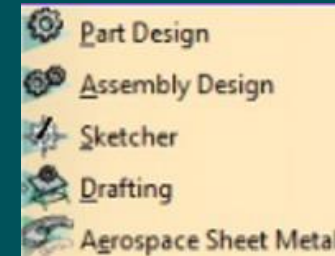 Part Design
Assembly Design
Sketcher
Drafting
Aerospace Sheet Metal